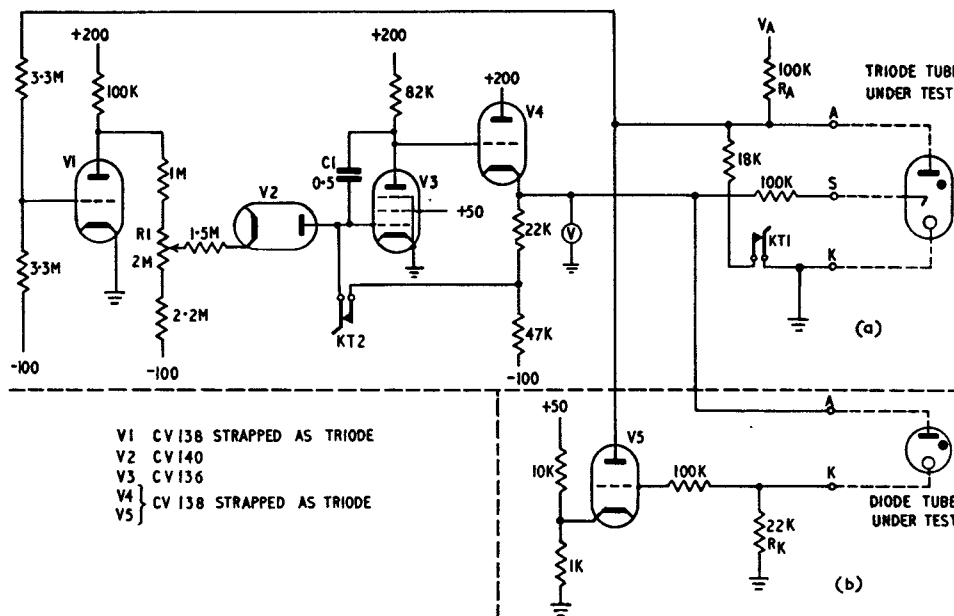 +200
+200
+200
VA
3·3M
100K
82K
100K
RA
TRIODE TUBE
UNDER TEST
V4
A
V1
1M
C1
0·5
V3
18K
V2
+50
100K
S
R1
2M
1·5M
22K
V
KT1
3·3M
K
2·2M
KT2
47K
(a)
-100
-100
-100
V1 CV138 STRAPPED AS TRIODE
V2 CV140
V3 CV136
V4
V5 } CV 138 STRAPPED AS TRIODE
+50
V5
A
10K
100K
K
DIODE TUBE
UNDER TEST
22K
RK
1K
(b)